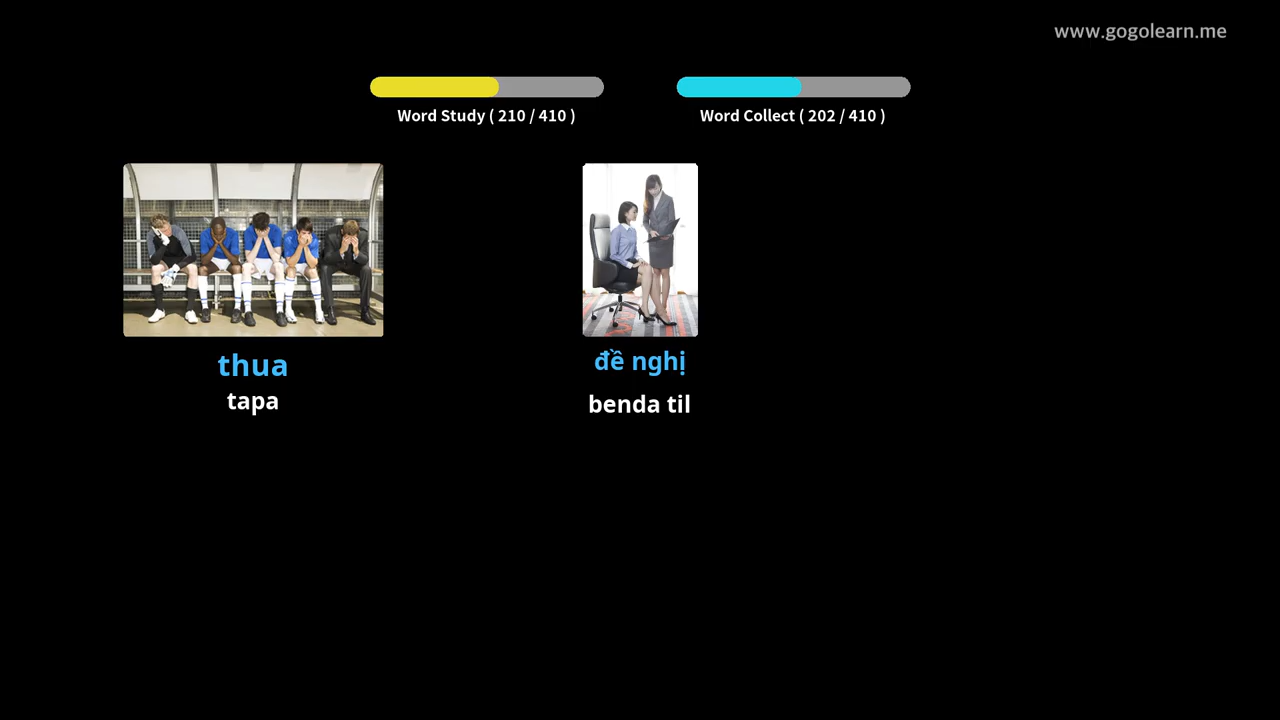 www.gogolearn.me
Word Study ( 210 / 410 )
Word Collect ( 202 / 410 )
thua
tapa
đề nghị
benda til